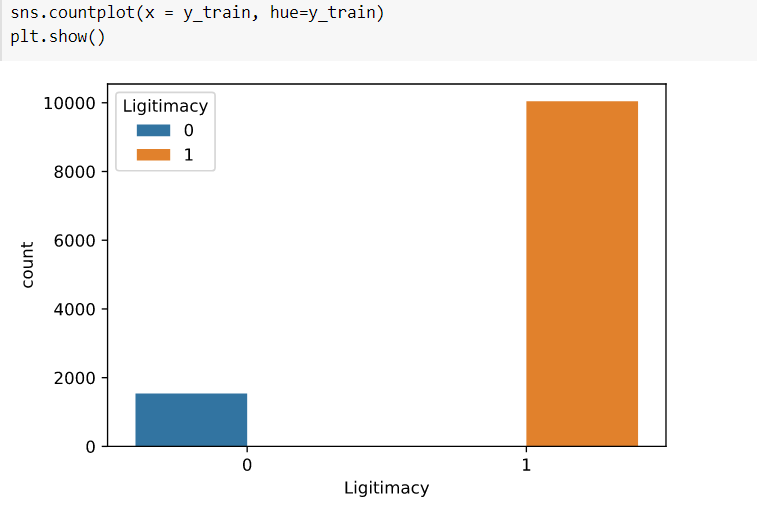 sns.countplot(x = y_train, hue=y_train)
plt.show()
Ligitimacy
0
1
10000
8000
6000
4000
2000
0
count
0 1
Ligitimacy